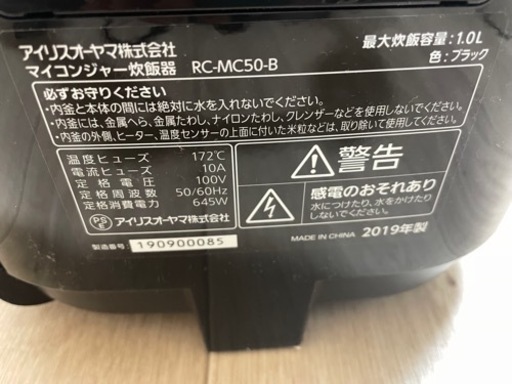 アイリスオーヤマ株式会社
マイコンジャー炊飯器 RC-MC50-B
最大炊飯容量:1.0L
色:ブラック
必ずお守りください
・内釜と本体の間には絶対に水を入れないでください。
・内釜やふたに、へら、金属たわし、ナイロンたわし、クレンザーなどを使わないでください。
・内釜の外側、ヒーター、温度センサーの上面に付いた米粒などは、取り除いて使用してください。
温度ヒューズ 172℃
電流ヒューズ 10A
定格電圧 100V
定格周波数 50/60Hz
定格消費電力 645W
PSE アイリスオーヤマ株式会社
製造番号 190900085
警告
感電のおそれあり
水につけたり、水をかけたり
しないでください。
MADE IN CHINA 2019年製